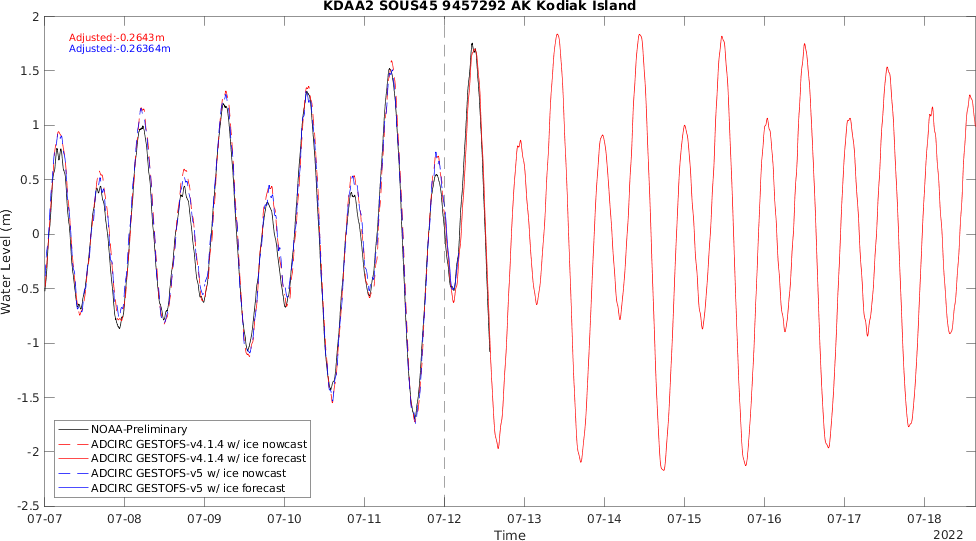 KDAA2 SOUS45 9457292 AK Kodiak Island
Adjusted:-0.2643m
Adjusted:-0.26364m
Water Level (m)
2
1.5
1
0.5
0
-0.5
-1
-1.5
-2
-2.5
NOAA-Preliminary
ADCIRC GESTOFS-v4.1.4 w/ ice nowcast
ADCIRC GESTOFS-v4.1.4 w/ ice forecast
ADCIRC GESTOFS-v5 w/ ice nowcast
ADCIRC GESTOFS-v5 w/ ice forecast
07-07 07-08 07-09 07-10 07-11 07-12 07-13 07-14 07-15 07-16 07-17 07-18
Time
2022